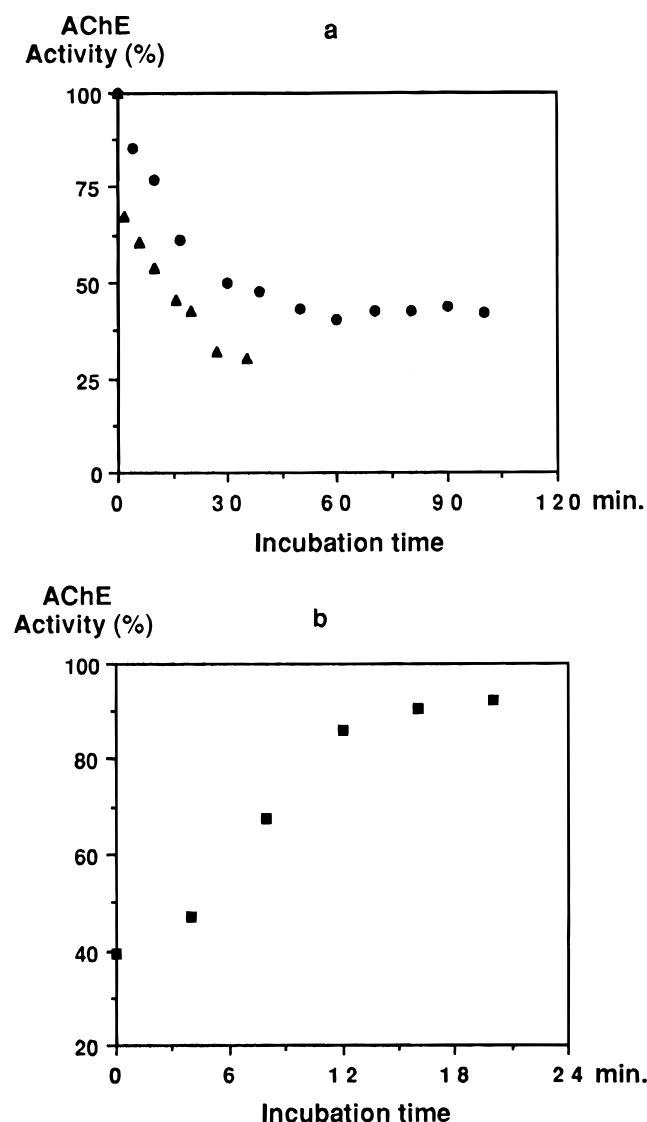 AChE
Activity (%)
a
100
75
50
25
0
0 30 60 90 120 min.
Incubation time
AChE
Activity (%)
b
100
80
60
40
20
0 6 12 18 24 min.
Incubation time